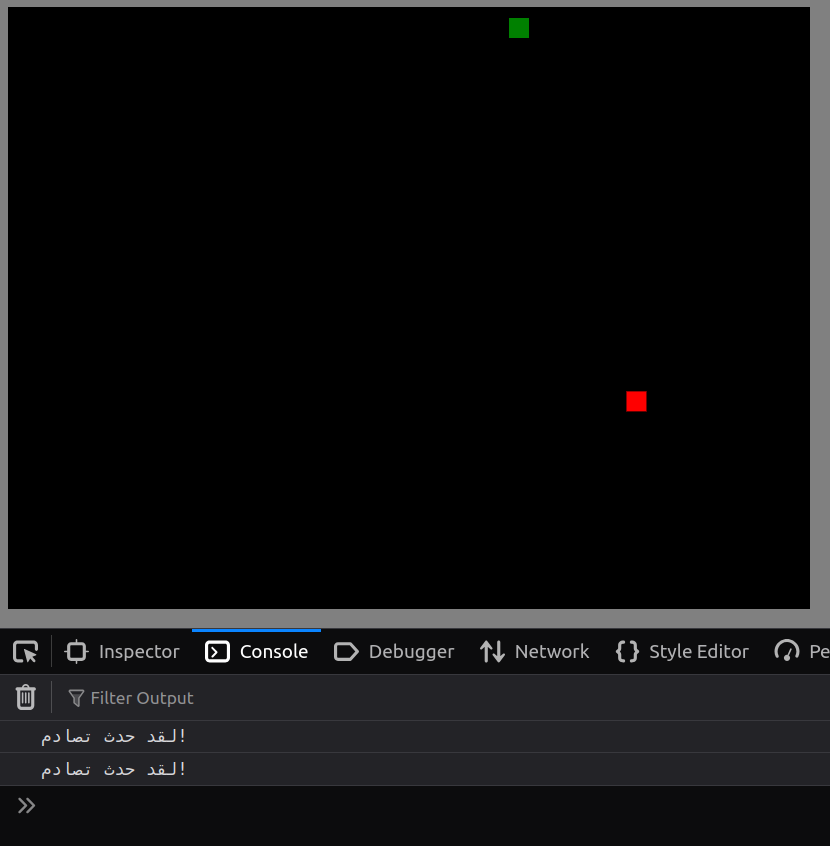 Inspector
Console
Debugger
Network
Style Editor
Pe
Filter Output
لقد حدث تصادم!
لقد حدث تصادم!